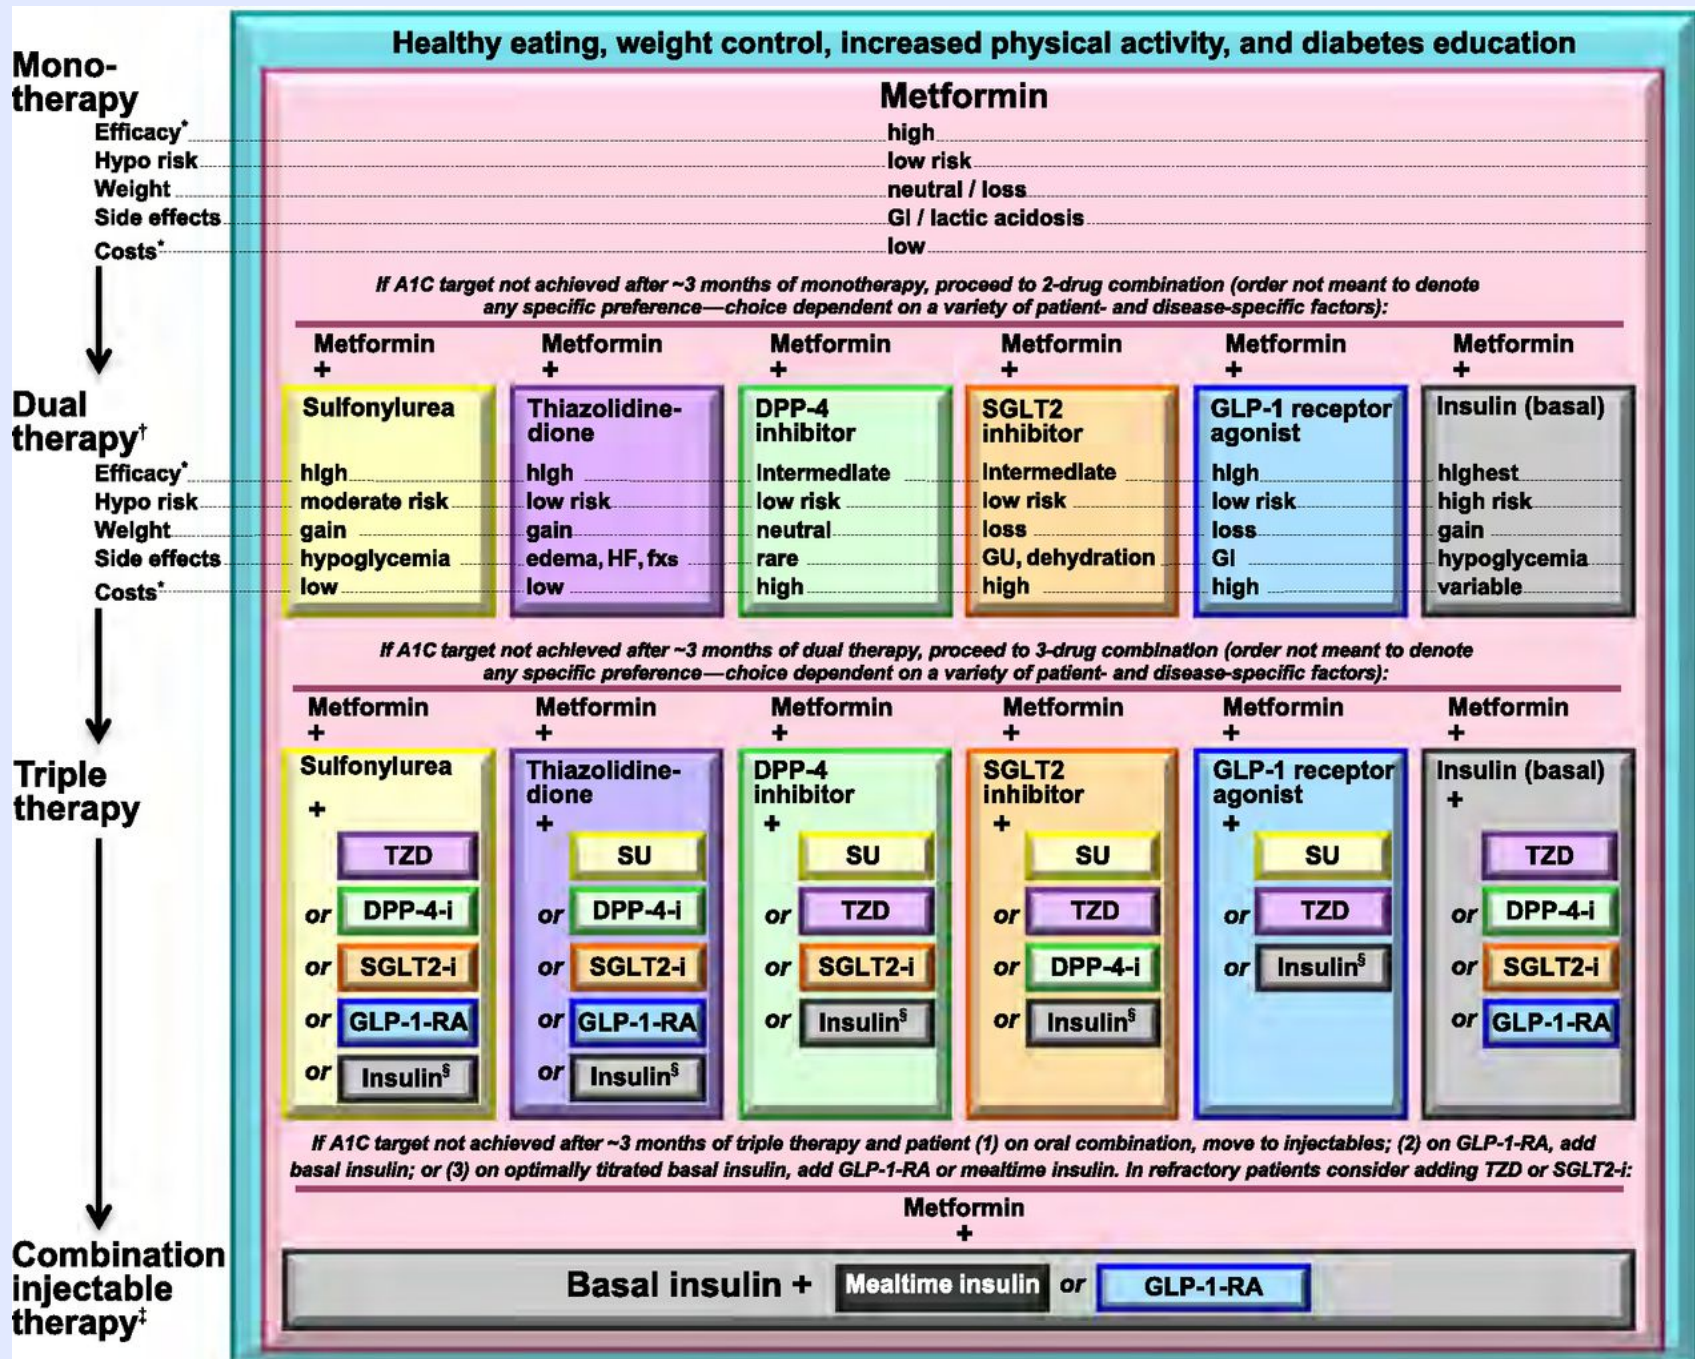 Healthy eating, weight control, increased physical activity, and diabetes education
Mono-
therapy
Metformin
Efficacy* high
Hypo risk low risk
Weight neutral / loss
Side effects GI / lactic acidosis
Costs* low
If A1C target not achieved after ~3 months of monotherapy, proceed to 2-drug combination (order not meant to denote
any specific preference—choice dependent on a variety of patient- and disease-specific factors):
Metformin Metformin Metformin Metformin Metformin Metformin
+ + + + + +
Dual
therapy†
Sulfonylurea
Thiazolidine-
dione
DPP-4
inhibitor
SGLT2
inhibitor
GLP-1 receptor
agonist
Insulin (basal)
Efficacy* high high intermediate intermediate high highest
Hypo risk moderate risk low risk low risk low risk low risk high risk
Weight gain gain neutral loss loss gain
Side effects hypoglycemia edema, HF, fxs rare GU, dehydration GI hypoglycemia
Costs* low low high high high variable
If A1C target not achieved after ~3 months of dual therapy, proceed to 3-drug combination (order not meant to denote
any specific preference—choice dependent on a variety of patient- and disease-specific factors):
Triple
therapy
Metformin
+
Sulfonylurea
+
TZD
or DPP-4-i
or SGLT2-i
or GLP-1-RA
or Insulin§
Metformin
+
Thiazolidine-
dione
+
SU
or DPP-4-i
or SGLT2-i
or GLP-1-RA
or Insulin§
Metformin
+
DPP-4
inhibitor
+
SU
or TZD
or SGLT2-i
or Insulin§
Metformin
+
SGLT2
inhibitor
+
SU
or TZD
or DPP-4-i
or Insulin§
Metformin
+
GLP-1 receptor
agonist
+
SU
or TZD
or Insulin§
Metformin
+
Insulin (basal)
+
TZD
or DPP-4-i
or SGLT2-i
or GLP-1-RA
If A1C target not achieved after ~3 months of triple therapy and patient (1) on oral combination, move to injectables; (2) on GLP-1-RA, add
basal insulin; or (3) on optimally titrated basal insulin, add GLP-1-RA or mealtime insulin. In refractory patients consider adding TZD or SGLT2-i:
Metformin
+
Combination
injectable
therapy‡
Basal insulin + Mealtime insulin or GLP-1-RA